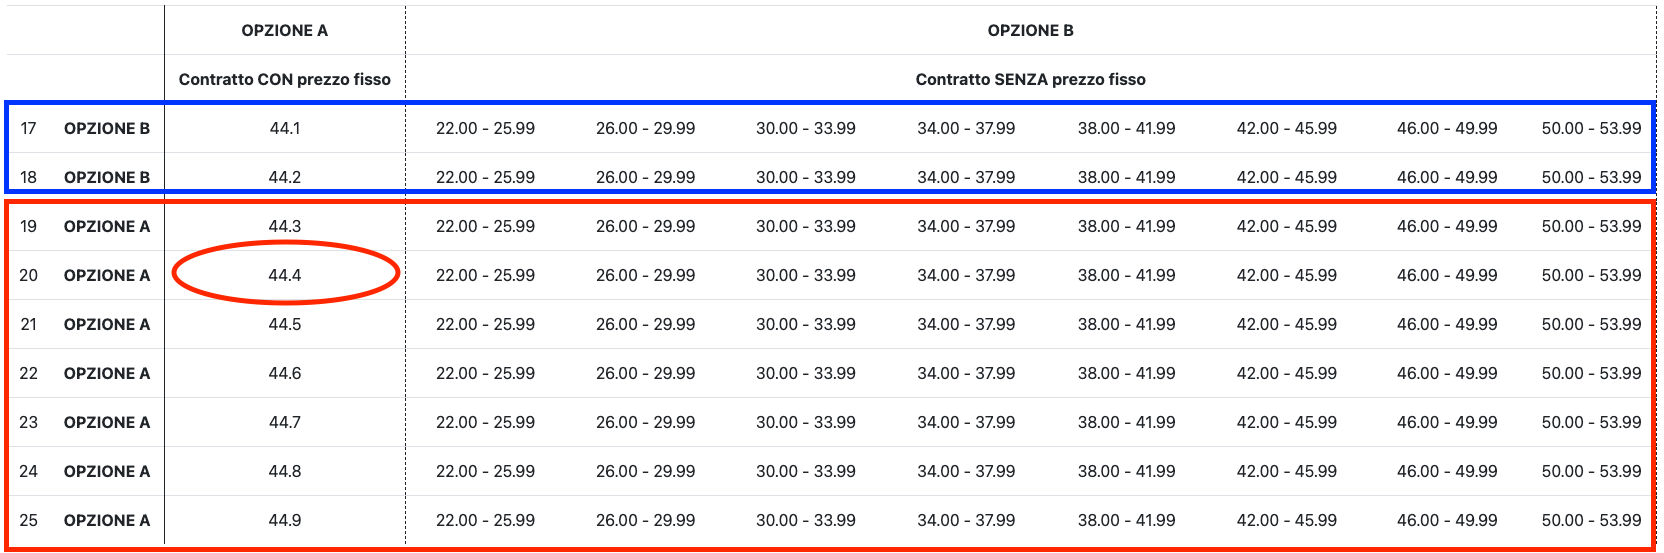 OPZIONE A OPZIONE B
Contratto CON prezzo fisso Contratto SENZA prezzo fisso
17 OPZIONE B 44.1 22.00 - 25.99 26.00 - 29.99 30.00 - 33.99 34.00 - 37.99 38.00 - 41.99 42.00 - 45.99 46.00 - 49.99 50.00 - 53.99
18 OPZIONE B 44.2 22.00 - 25.99 26.00 - 29.99 30.00 - 33.99 34.00 - 37.99 38.00 - 41.99 42.00 - 45.99 46.00 - 49.99 50.00 - 53.99
19 OPZIONE A 44.3 22.00 - 25.99 26.00 - 29.99 30.00 - 33.99 34.00 - 37.99 38.00 - 41.99 42.00 - 45.99 46.00 - 49.99 50.00 - 53.99
20 OPZIONE A 44.4 22.00 - 25.99 26.00 - 29.99 30.00 - 33.99 34.00 - 37.99 38.00 - 41.99 42.00 - 45.99 46.00 - 49.99 50.00 - 53.99
21 OPZIONE A 44.5 22.00 - 25.99 26.00 - 29.99 30.00 - 33.99 34.00 - 37.99 38.00 - 41.99 42.00 - 45.99 46.00 - 49.99 50.00 - 53.99
22 OPZIONE A 44.6 22.00 - 25.99 26.00 - 29.99 30.00 - 33.99 34.00 - 37.99 38.00 - 41.99 42.00 - 45.99 46.00 - 49.99 50.00 - 53.99
23 OPZIONE A 44.7 22.00 - 25.99 26.00 - 29.99 30.00 - 33.99 34.00 - 37.99 38.00 - 41.99 42.00 - 45.99 46.00 - 49.99 50.00 - 53.99
24 OPZIONE A 44.8 22.00 - 25.99 26.00 - 29.99 30.00 - 33.99 34.00 - 37.99 38.00 - 41.99 42.00 - 45.99 46.00 - 49.99 50.00 - 53.99
25 OPZIONE A 44.9 22.00 - 25.99 26.00 - 29.99 30.00 - 33.99 34.00 - 37.99 38.00 - 41.99 42.00 - 45.99 46.00 - 49.99 50.00 - 53.99